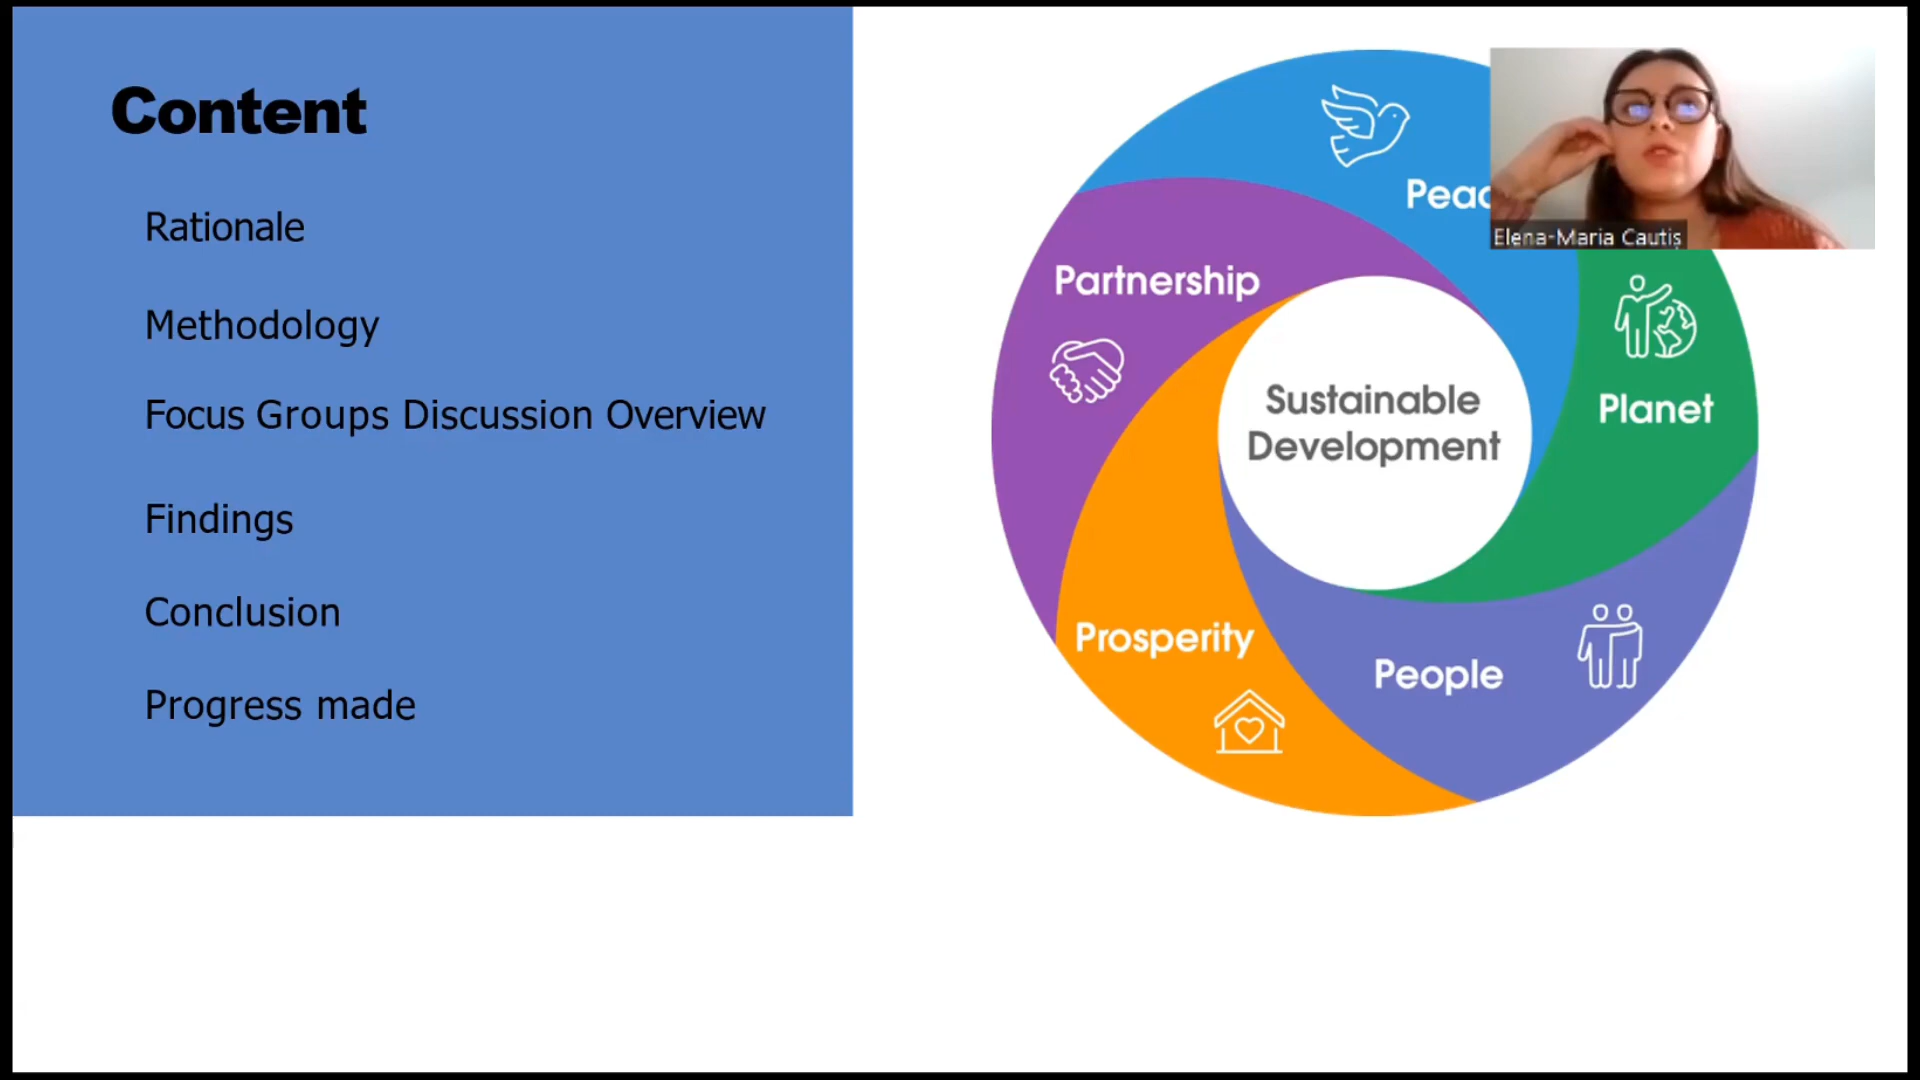 Content
Rationale
Methodology
Focus Groups Discussion Overview
Findings
Conclusion
Progress made
Peac
Elena-Maria Cautiș
Partnership
Planet
Sustainable
Development
Prosperity
People